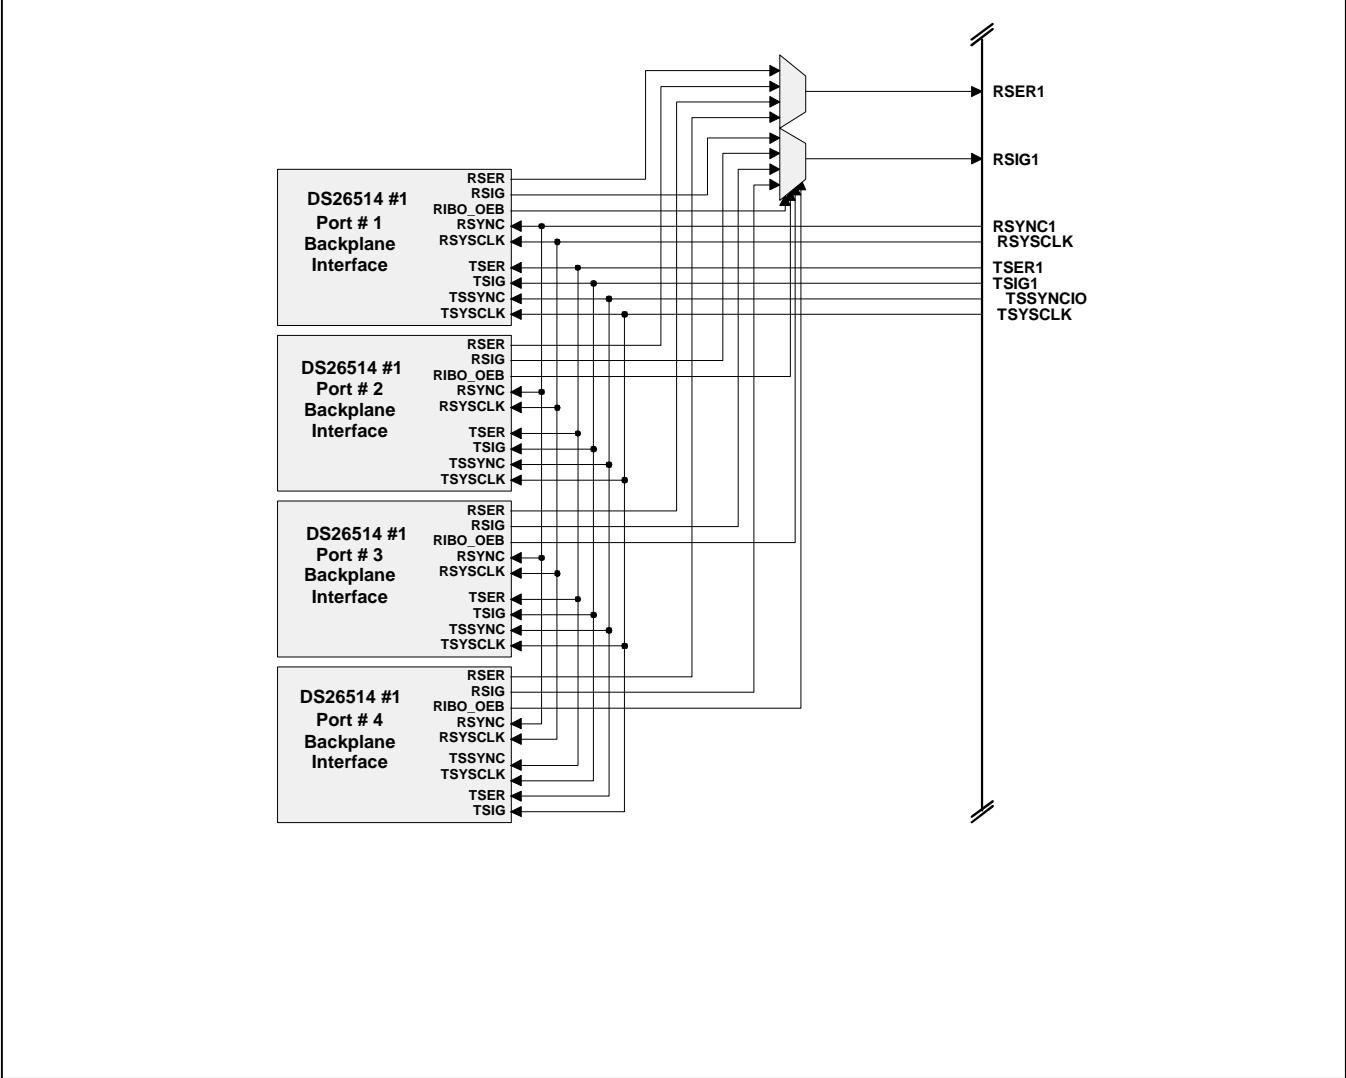 RSER1
RSIG1
DS26514 #1
Port # 1
Backplane
Interface
RSER
RSIG
RIBO_OEB
RSYNC
RSYSCLK
TSER
TSIG
TSSYNC
TSYSCLK
RSYNC1
RSYSCLK
TSER1
TSIG1
TSSYNCIO
TSYSCLK
DS26514 #1
Port # 2
Backplane
Interface
RSER
RSIG
RIBO_OEB
RSYNC
RSYSCLK
TSER
TSIG
TSSYNC
TSYSCLK
DS26514 #1
Port # 3
Backplane
Interface
RSER
RSIG
RIBO_OEB
RSYNC
RSYSCLK
TSER
TSIG
TSSYNC
TSYSCLK
DS26514 #1
Port # 4
Backplane
Interface
RSER
RSIG
RIBO_OEB
RSYNC
RSYSCLK
TSSYNC
TSYSCLK
TSER
TSIG